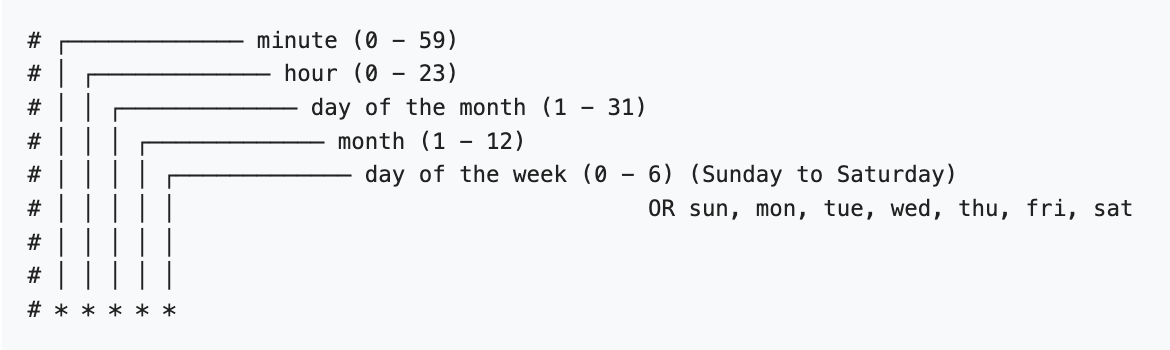 # ┌────────────── minute (0 – 59)
# │ ┌────────────── hour (0 – 23)
# │ │ ┌────────────── day of the month (1 – 31)
# │ │ │ ┌────────────── month (1 – 12)
# │ │ │ │ ┌────────────── day of the week (0 – 6) (Sunday to Saturday)
# │ │ │ │ │                                   OR sun, mon, tue, wed, thu, fri, sat
# │ │ │ │ │
# │ │ │ │ │
# * * * * *